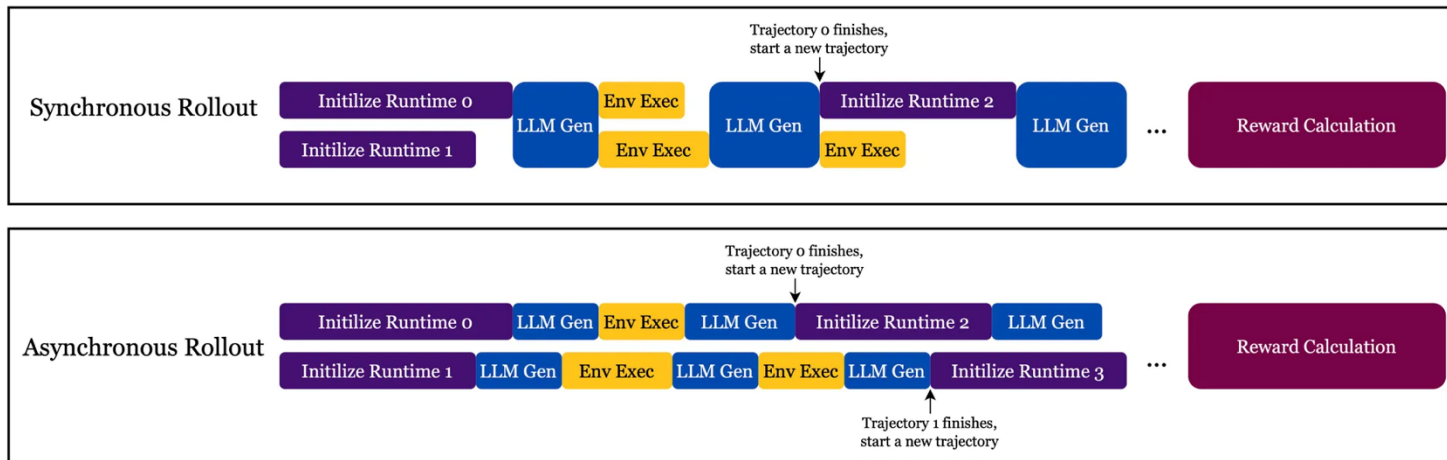 Trajectory 0 finishes,
start a new trajectory
Synchronous Rollout
Initilize Runtime 0
LLM Gen
Env Exec
LLM Gen
Initilize Runtime 2
LLM Gen
...
Reward Calculation
Initilize Runtime 1
Env Exec
Env Exec
Trajectory 0 finishes,
start a new trajectory
Asynchronous Rollout
Initilize Runtime 0
LLM Gen
Env Exec
LLM Gen
Initilize Runtime 2
LLM Gen
...
Reward Calculation
Initilize Runtime 1
LLM Gen
Env Exec
LLM Gen
Env Exec
LLM Gen
Initilize Runtime 3
Trajectory 1 finishes,
start a new trajectory